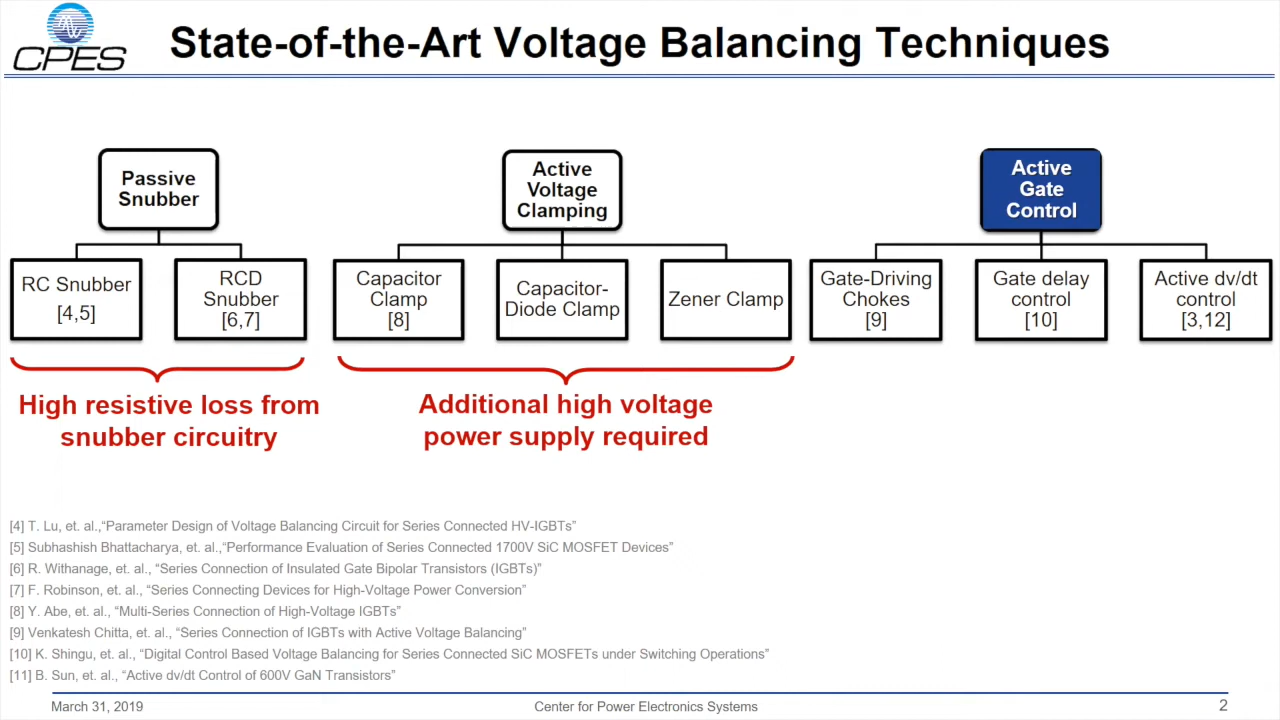 CPES
State-of-the-Art Voltage Balancing Techniques
Passive
Snubber
Active
Voltage
Clamping
Active
Gate
Control
RC Snubber
[4,5]
RCD
Snubber
[6,7]
Capacitor
Clamp
[8]
Capacitor-
Diode Clamp
Zener Clamp
Gate-Driving
Chokes
[9]
Gate delay
control
[10]
Active dv/dt
control
[3,12]
High resistive loss from
snubber circuitry
Additional high voltage
power supply required
[4] T. Lu, et. al.,“Parameter Design of Voltage Balancing Circuit for Series Connected HV-IGBTs”
[5] Subhashish Bhattacharya, et. al.,“Performance Evaluation of Series Connected 1700V SiC MOSFET Devices”
[6] R. Withanage, et. al., “Series Connection of Insulated Gate Bipolar Transistors (IGBTs)”
[7] F. Robinson, et. al., “Series Connecting Devices for High-Voltage Power Conversion”
[8] Y. Abe, et. al., “Multi-Series Connection of High-Voltage IGBTs”
[9] Venkatesh Chitta, et. al., “Series Connection of IGBTs with Active Voltage Balancing”
[10] K. Shingu, et. al., “Digital Control Based Voltage Balancing for Series Connected SiC MOSFETs under Switching Operations”
[11] B. Sun, et. al., “Active dv/dt Control of 600V GaN Transistors”
March 31, 2019
Center for Power Electronics Systems
2